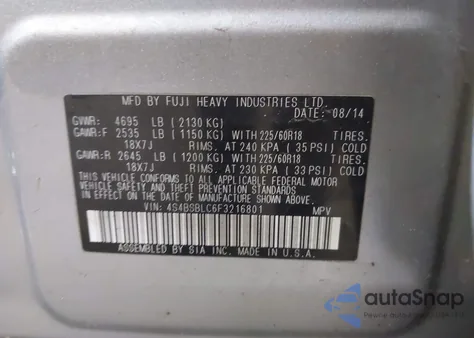 MFD BY FUJI HEAVY INDUSTRIES LTD.
DATE: 08/14
GVWR: 4695 LB (2130 KG)
GAWR:F 2535 LB (1150 KG) WITH 225/60R18 TIRES.
18X7J RIMS. AT 240 KPA (35 PSI) COLD
GAWR:R 2645 LB (1200 KG) WITH 225/60R18 TIRES.
18X7J RIMS. AT 230 KPA (33 PSI) COLD
THIS VEHICLE CONFORMS TO ALL APPLICABLE FEDERAL MOTOR
VEHICLE SAFETY AND THEFT PREVENTION STANDARDS
IN EFFECT ON THE DATE OF MANUFACTURE SHOWN ABOVE.
VIN: 4S4BSBLC6F3216801 MPV
ASSEMBLED BY SIA INC. MADE IN U.S.A.
autoSnap